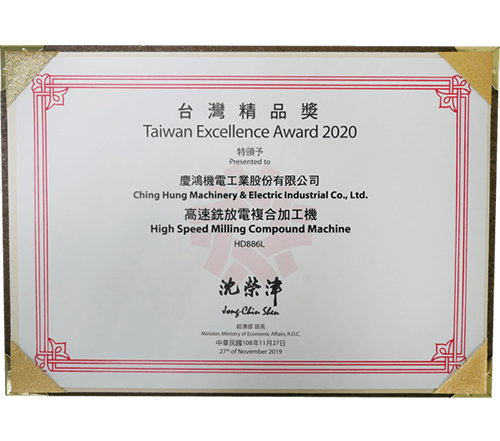 台灣精品獎
Taiwan Excellence Award 2020
特頒予
Presented to
慶鴻機電工業股份有限公司
Ching Hung Machinery & Electric Industrial Co., Ltd.
高速銑放電複合加工機
High Speed Milling Compound Machine
HD886L
沈榮津
Jong-Chin Shen
經濟部 部長
Minister, Ministry of Economic Affairs, R.O.C.
中華民國108年11月27日
27th of November 2019